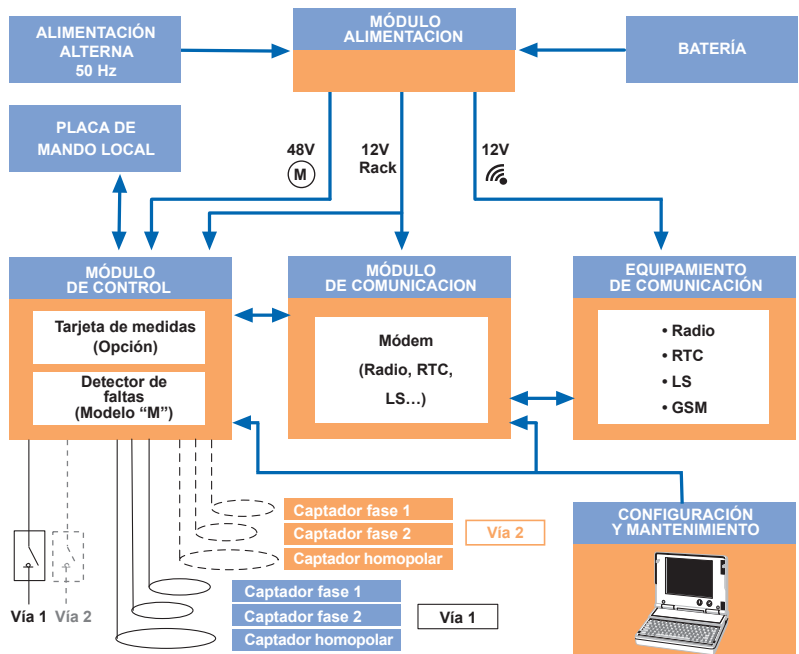 ALIMENTACIÓN
ALTERNA
50 Hz
MÓDULO
ALIMENTACION
BATERÍA
PLACA DE
MANDO LOCAL
48V
M
12V
Rack
12V
MÓDULO
DE CONTROL
MÓDULO
DE COMUNICACION
EQUIPAMIENTO
DE COMUNICACIÓN
Tarjeta de medidas
(Opción)
Detector de
faltas
(Modelo “M”)
Módem
(Radio, RTC,
LS…)
• Radio
• RTC
• LS
• GSM
Captador fase 1
Captador fase 2
Captador homopolar
Vía 2
CONFIGURACIÓN
Y MANTENIMIENTO
Captador fase 1
Captador fase 2
Captador homopolar
Vía 1
Vía 1
Vía 2